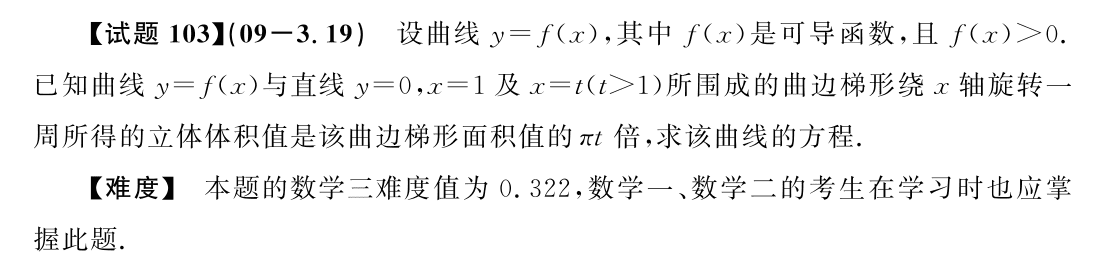 【试题 103】(09-3.19) 设曲线 y=f(x),其中 f(x)是可导函数,且 f(x)>0.
已知曲线 y=f(x)与直线 y=0,x=1 及 x=t(t>1)所围成的曲边梯形绕 x 轴旋转一
周所得的立体体积值是该曲边梯形面积值的 πt 倍,求该曲线的方程.
【难度】 本题的数学三难度值为 0.322,数学一、数学二的考生在学习时也应掌
握此题.